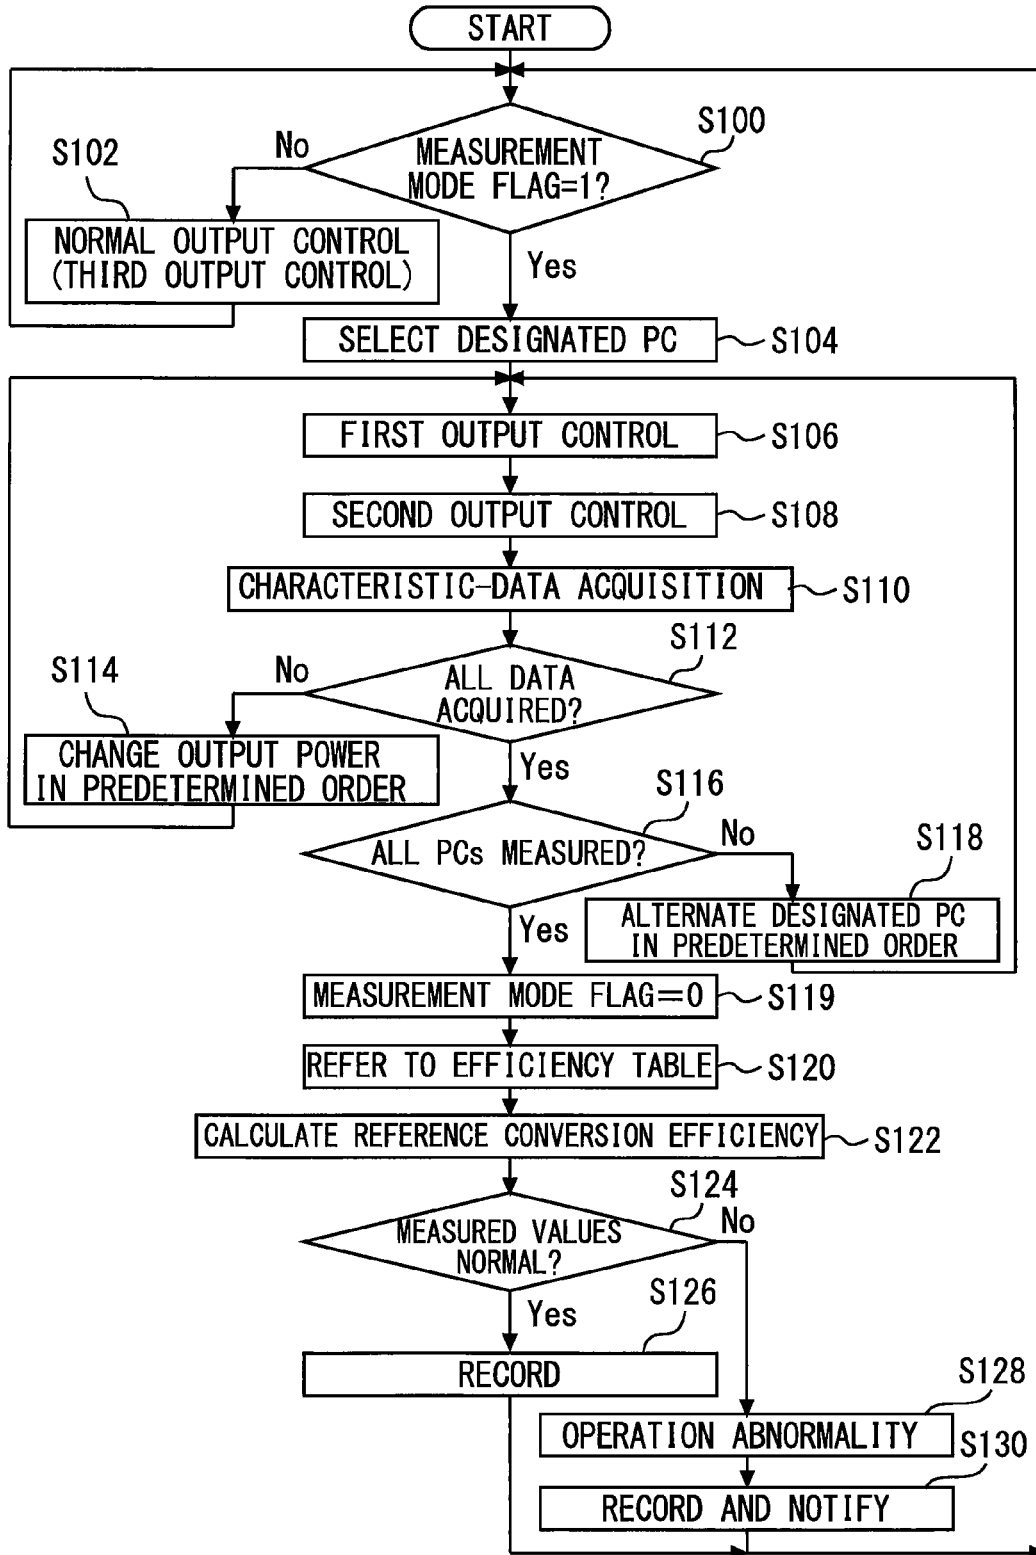 START
S100
No
S102
MEASUREMENT
MODE FLAG=1?
NORMAL OUTPUT CONTROL
(THIRD OUTPUT CONTROL)
Yes
SELECT DESIGNATED PC
S104
FIRST OUTPUT CONTROL
S106
SECOND OUTPUT CONTROL
S108
CHARACTERISTIC-DATA ACQUISITION
S110
S112
No
S114
ALL DATA
ACQUIRED?
CHANGE OUTPUT POWER
IN PREDETERMINED ORDER
Yes
S116
No
S118
ALL PCs MEASURED?
ALTERNATE DESIGNATED PC
IN PREDETERMINED ORDER
Yes
MEASUREMENT MODE FLAG=0
S119
REFER TO EFFICIENCY TABLE
S120
CALCULATE REFERENCE CONVERSION EFFICIENCY
S122
S124
No
MEASURED VALUES
NORMAL?
Yes
S126
RECORD
S128
OPERATION ABNORMALITY
S130
RECORD AND NOTIFY